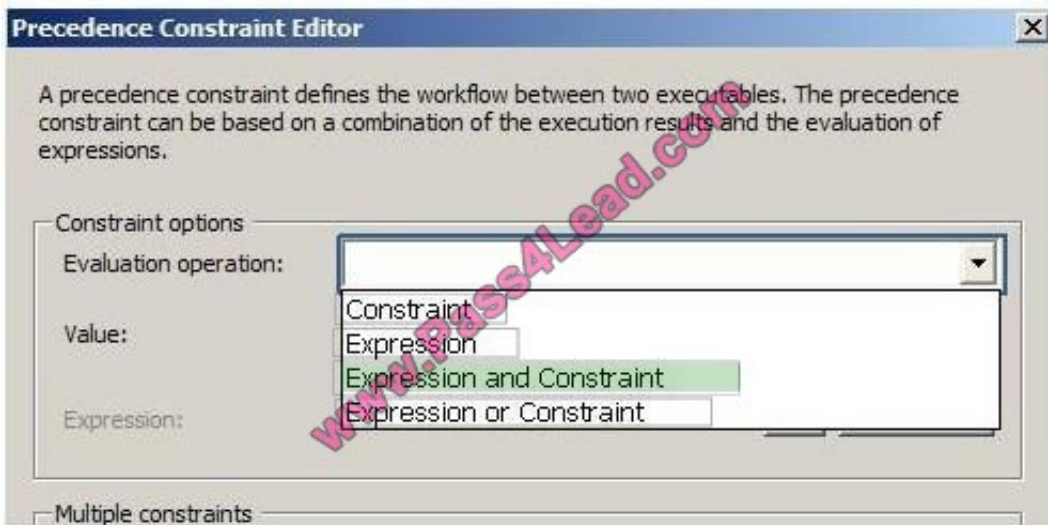 Precedence Constraint Editor
A precedence constraint defines the workflow between two executables. The precedence
constraint can be based on a combination of the execution results and the evaluation of
expressions.
Constraint options
Evaluation operation:
Value:
Constraint
Expression
Expression and Constraint
Expression or Constraint
Expression:
Multiple constraints
www.Pass4Lead.com